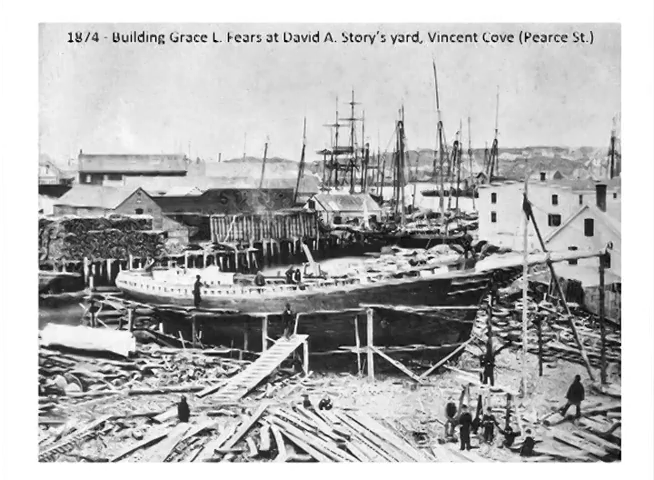 1874 - Building Grace L. Fears at David A. Story's yard, Vincent Cove (Pearce St.)